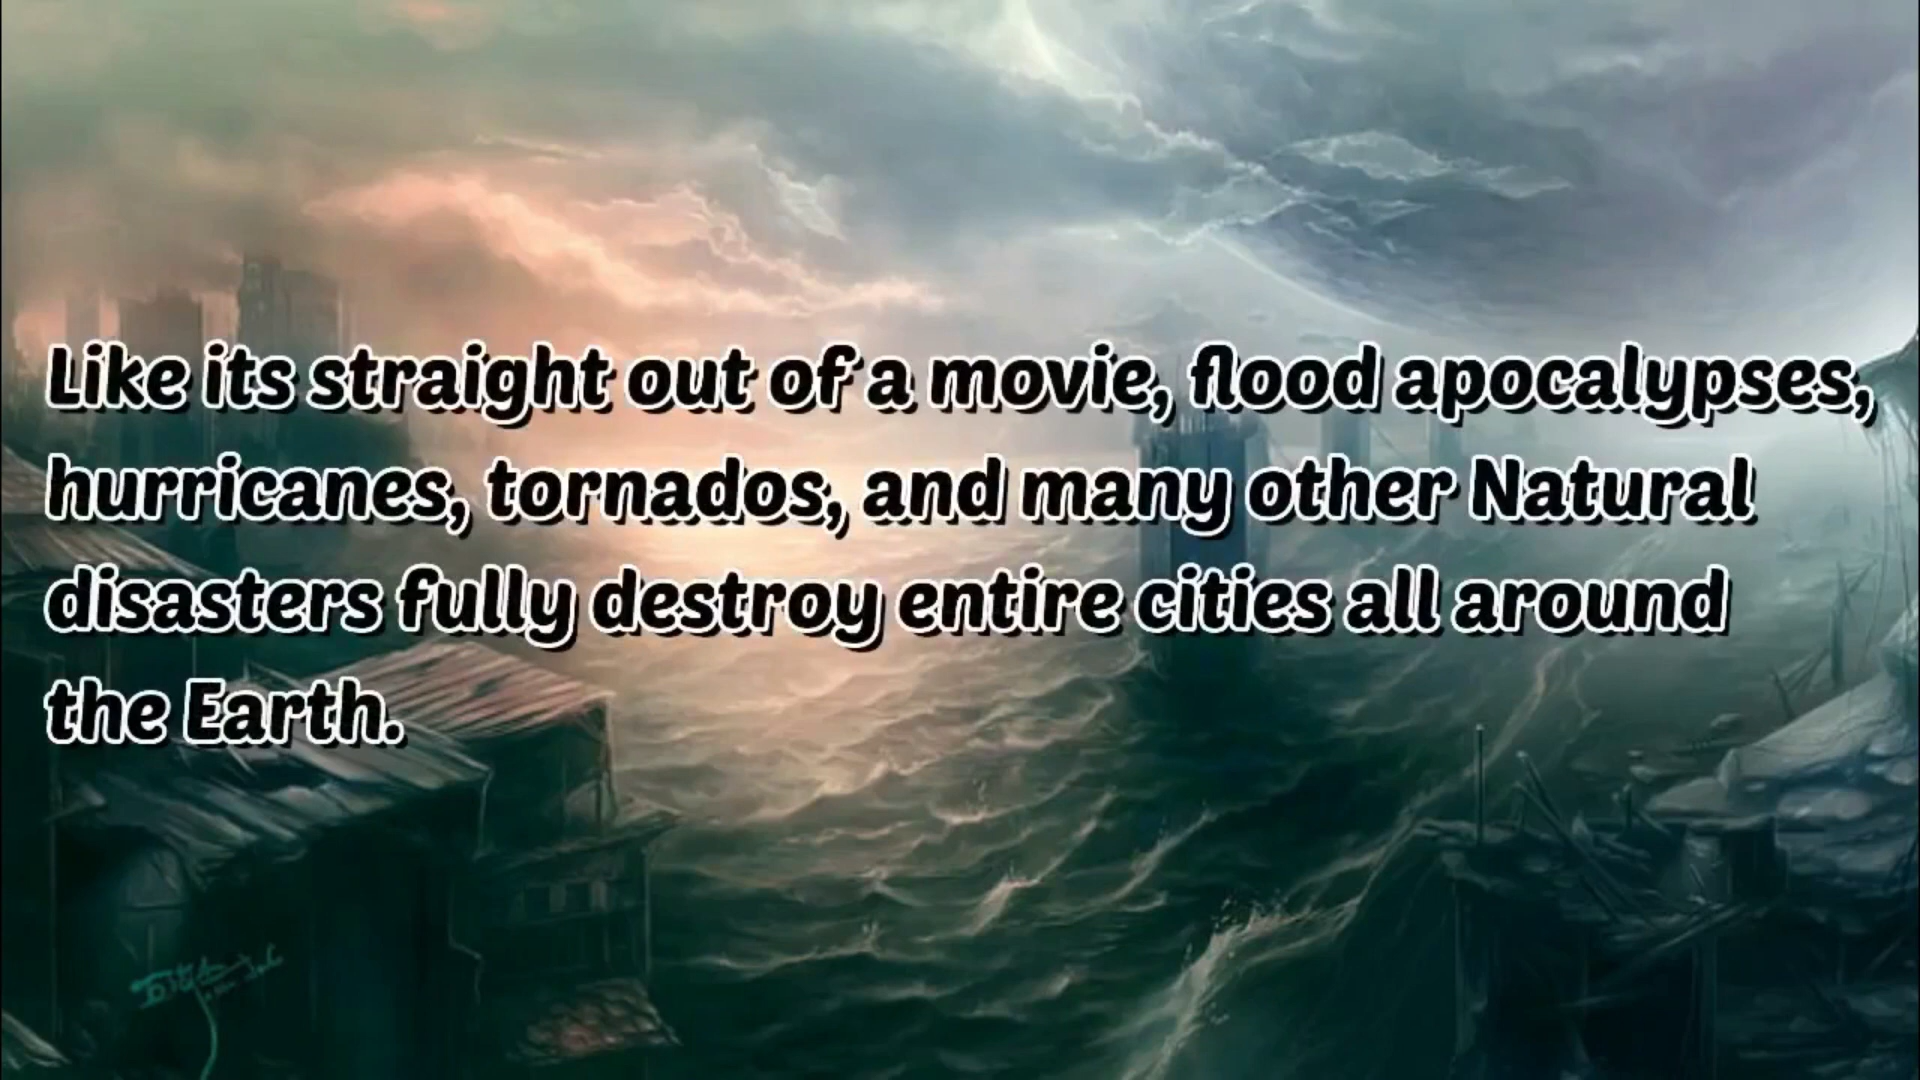 Like its straight out of a movie, flood apocalypses,
hurricanes, tornados, and many other Natural
disasters fully destroy entire cities all around
the Earth.